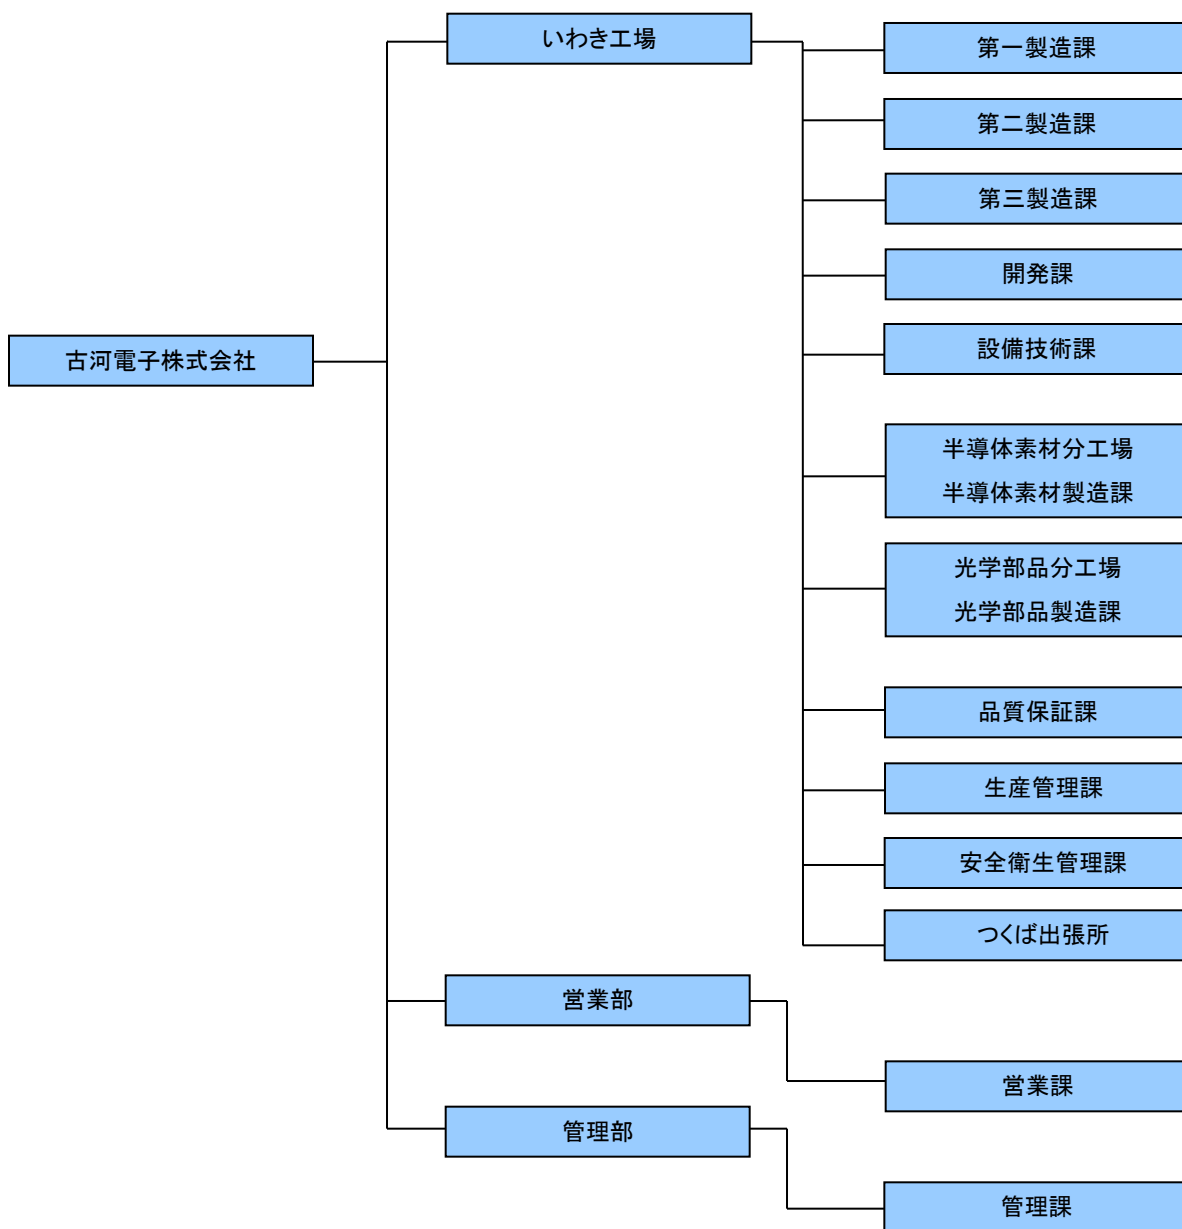 古河電子株式会社
いわき工場
第一製造課
第二製造課
第三製造課
開発課
設備技術課
半導体素材分工場
半導体素材製造課
光学部品分工場
光学部品製造課
品質保証課
生産管理課
安全衛生管理課
つくば出張所
営業部
営業課
管理部
管理課